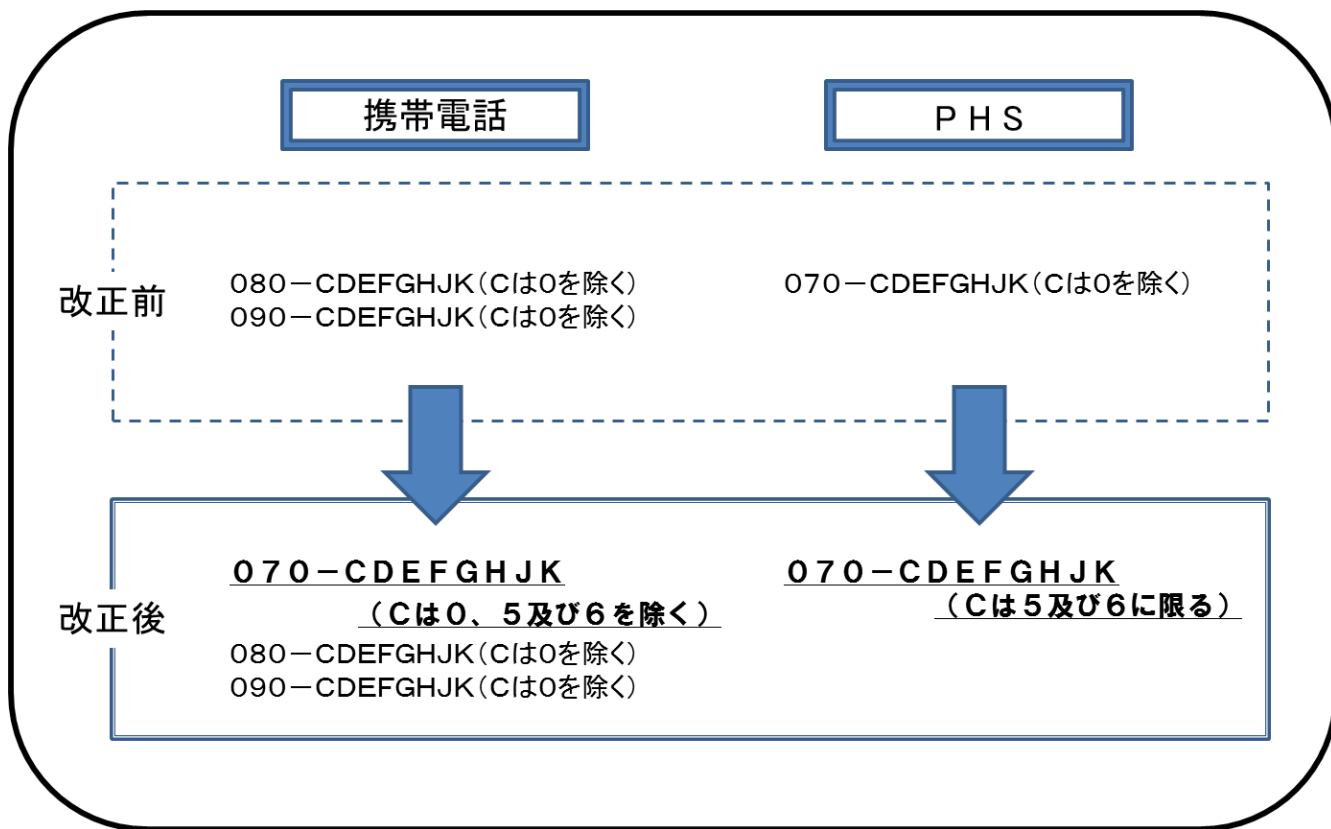 携帯電話
ＰＨＳ
改正前
０８０－ＣＤＥＦＧＨＪＫ（Ｃは０を除く）
０９０－ＣＤＥＦＧＨＪＫ（Ｃは０を除く）
０７０－ＣＤＥＦＧＨＪＫ（Ｃは０を除く）
改正後
０７０－ＣＤＥＦＧＨＪＫ
（Ｃは０、５及び６を除く）
０８０－ＣＤＥＦＧＨＪＫ（Ｃは０を除く）
０９０－ＣＤＥＦＧＨＪＫ（Ｃは０を除く）
０７０－ＣＤＥＦＧＨＪＫ
（Ｃは５及び６に限る）